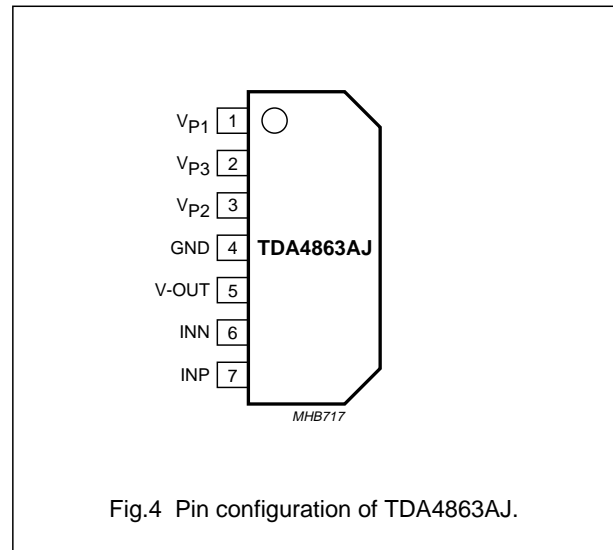 VP1 1
VP3 2
VP2 3
GND 4 TDA4863AJ
V-OUT 5
INN 6
INP 7
MHB717
Fig.4 Pin configuration of TDA4863AJ.